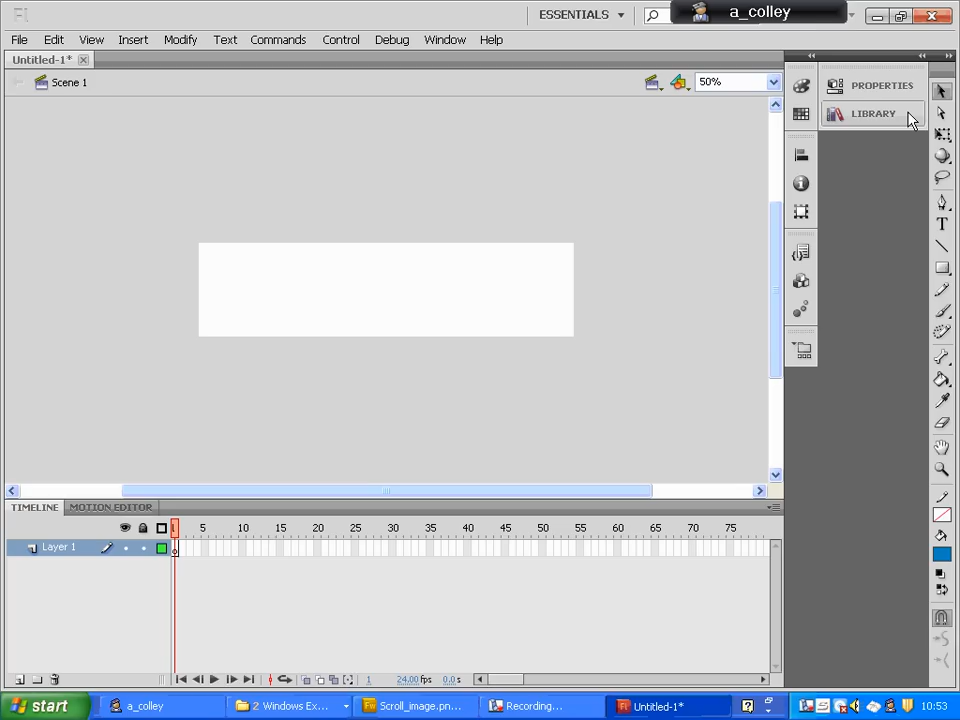 Fl
ESSENTIALS
a_colley
File Edit View Insert Modify Text Commands Control Debug Window Help
Untitled-1*
Scene 1
50%
PROPERTIES
LIBRARY
TIMELINE MOTION EDITOR
1 5 10 15 20 25 30 35 40 45 50 55 60 65 70 75
Layer 1
1 24.00 fps 0.0 s
start a_colley 2 Windows Ex... Scroll_image.pn... Recording... Untitled-1* 10:53